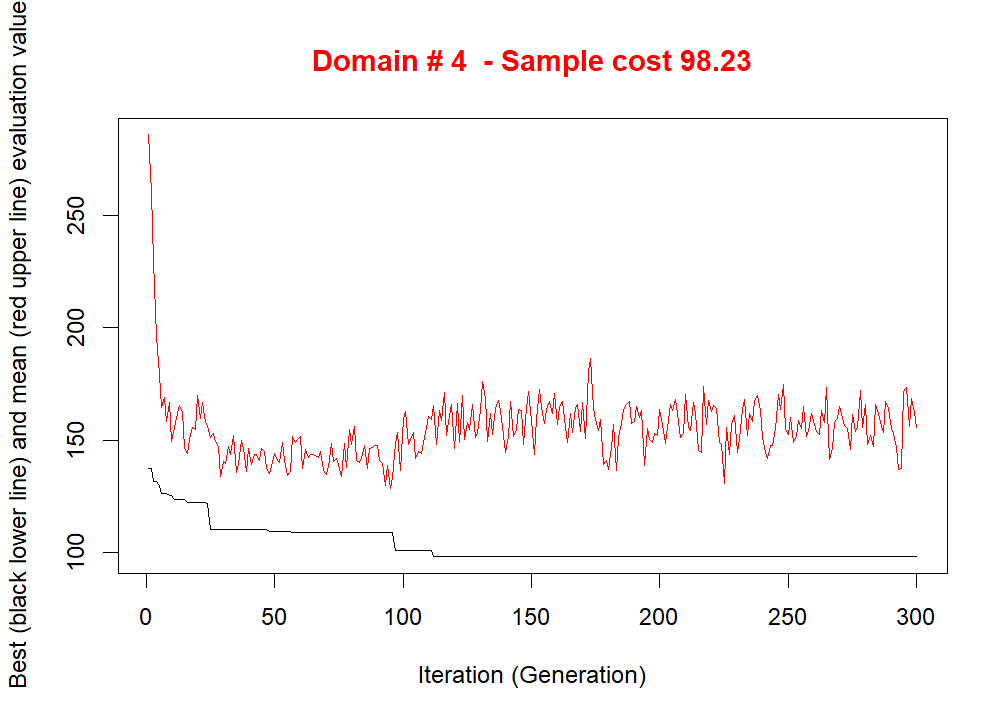 Domain # 4  - Sample cost 98.23
Best (black lower line) and mean (red upper line) evaluation value
250
200
150
100
0 50 100 150 200 250 300
Iteration (Generation)